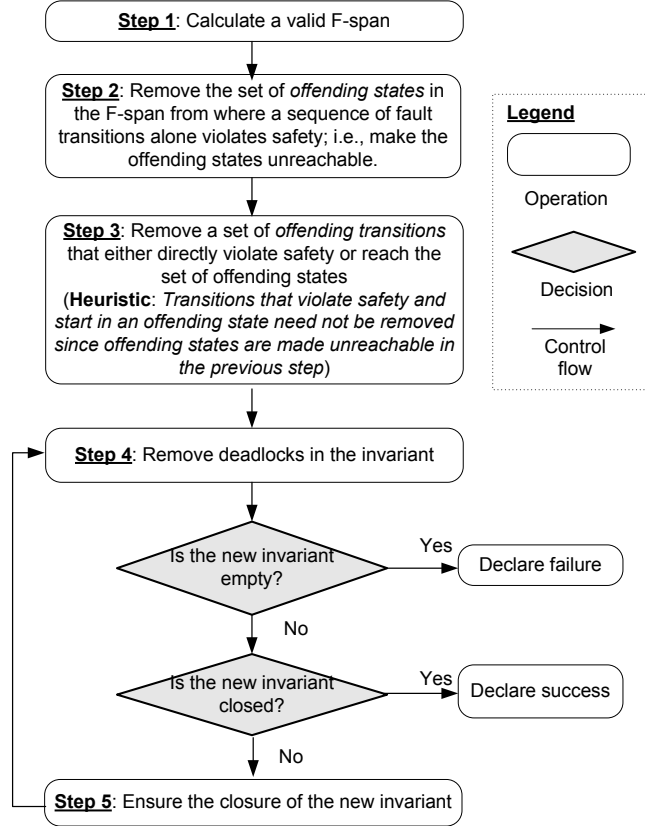 Step 1: Calculate a valid F-span
Step 2: Remove the set of offending states in
the F-span from where a sequence of fault
transitions alone violates safety; i.e., make the
offending states unreachable.
Step 3: Remove a set of offending transitions
that either directly violate safety or reach the
set of offending states
(Heuristic: Transitions that violate safety and
start in an offending state need not be removed
since offending states are made unreachable in
the previous step)
Step 4: Remove deadlocks in the invariant
Is the new invariant
empty?
Yes
Declare failure
No
Is the new invariant
closed?
Yes
Declare success
No
Step 5: Ensure the closure of the new invariant
Legend
Operation
Decision
Control
flow